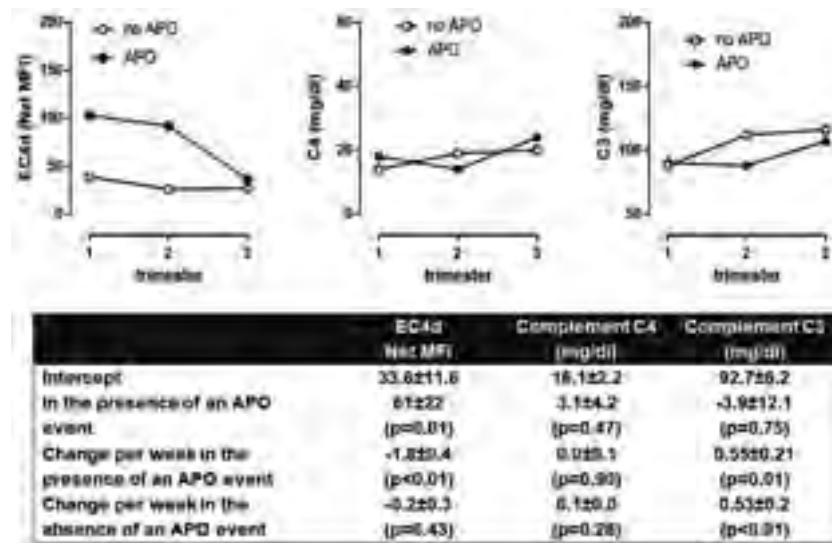 200 no APO
APO
150
100
50
0
EC4d (Net MFI)
1 2 3
trimester
60 no APO
APO
40
20
0
C4 (mg/dl)
1 2 3
trimester
200
no APO
APO
150
100
50
C3 (mg/dl)
1 2 3
trimester
EC4d Complement C4 Complement C3
Net MFI (mg/dl) (mg/dl)
Intercept 33.6±11.6 16.1±2.2 92.7±6.2
In the presence of an APO 61±22 3.1±4.2 -3.9±12.1
event (p=0.01) (p=0.47) (p=0.75)
Change per week in the -1.8±0.4 0.0±0.1 0.55±0.21
presence of an APO event (p<0.01) (p=0.90) (p=0.01)
Change per week in the -0.2±0.3 0.1±0.0 0.53±0.2
absence of an APO event (p=0.43) (p=0.28) (p<0.01)